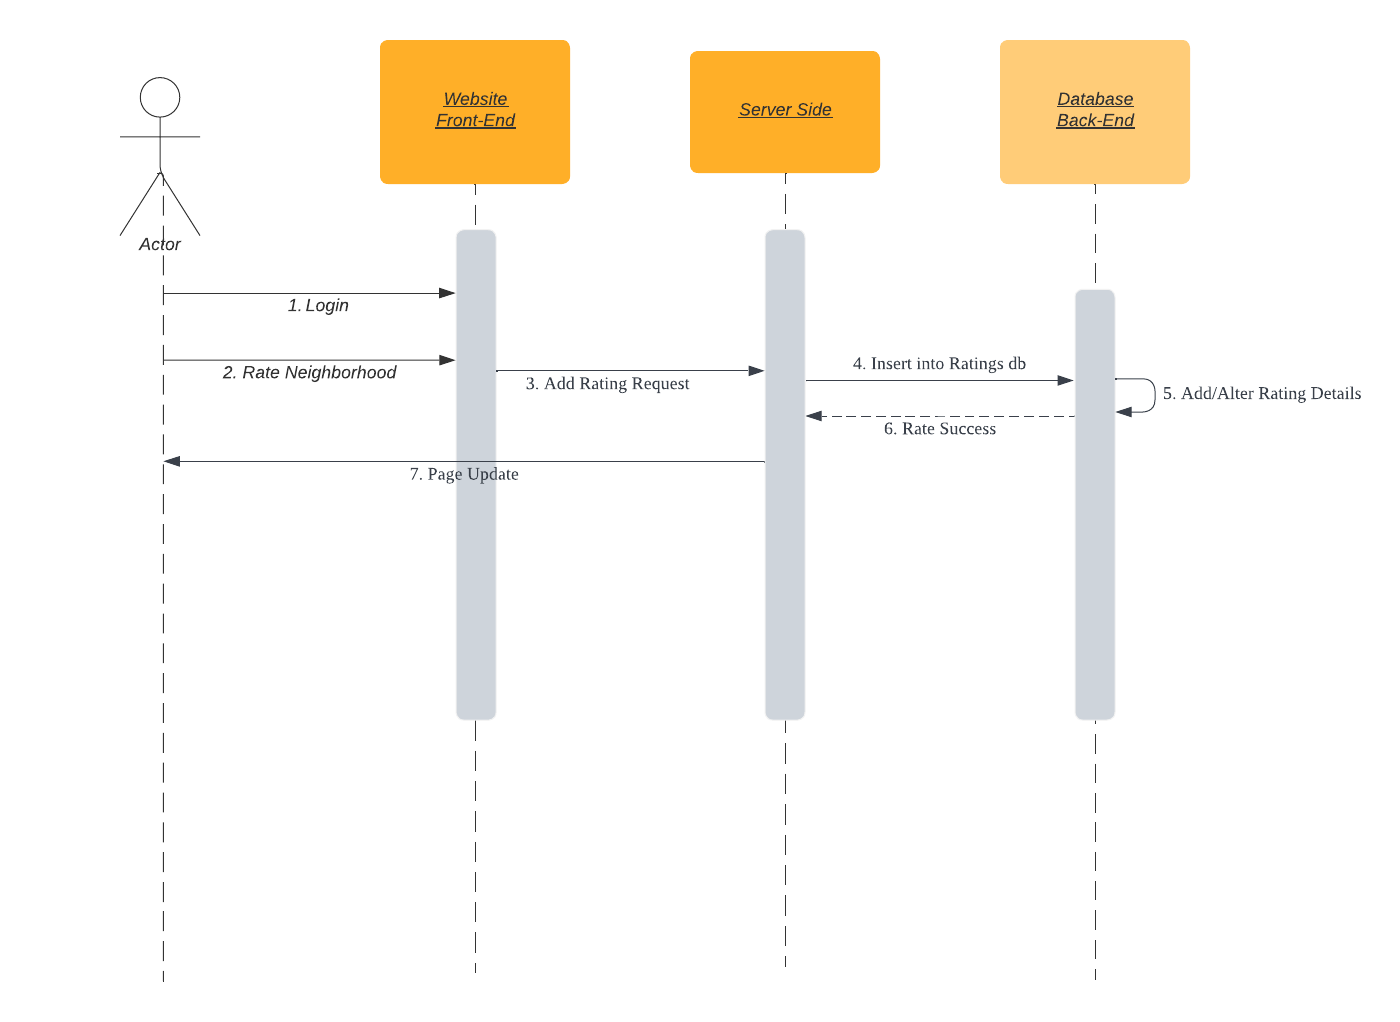 Website
Front-End
Server Side
Database
Back-End
Actor
1. Login
2. Rate Neighborhood
3. Add Rating Request
4. Insert into Ratings db
5. Add/Alter Rating Details
6. Rate Success
7. Page Update